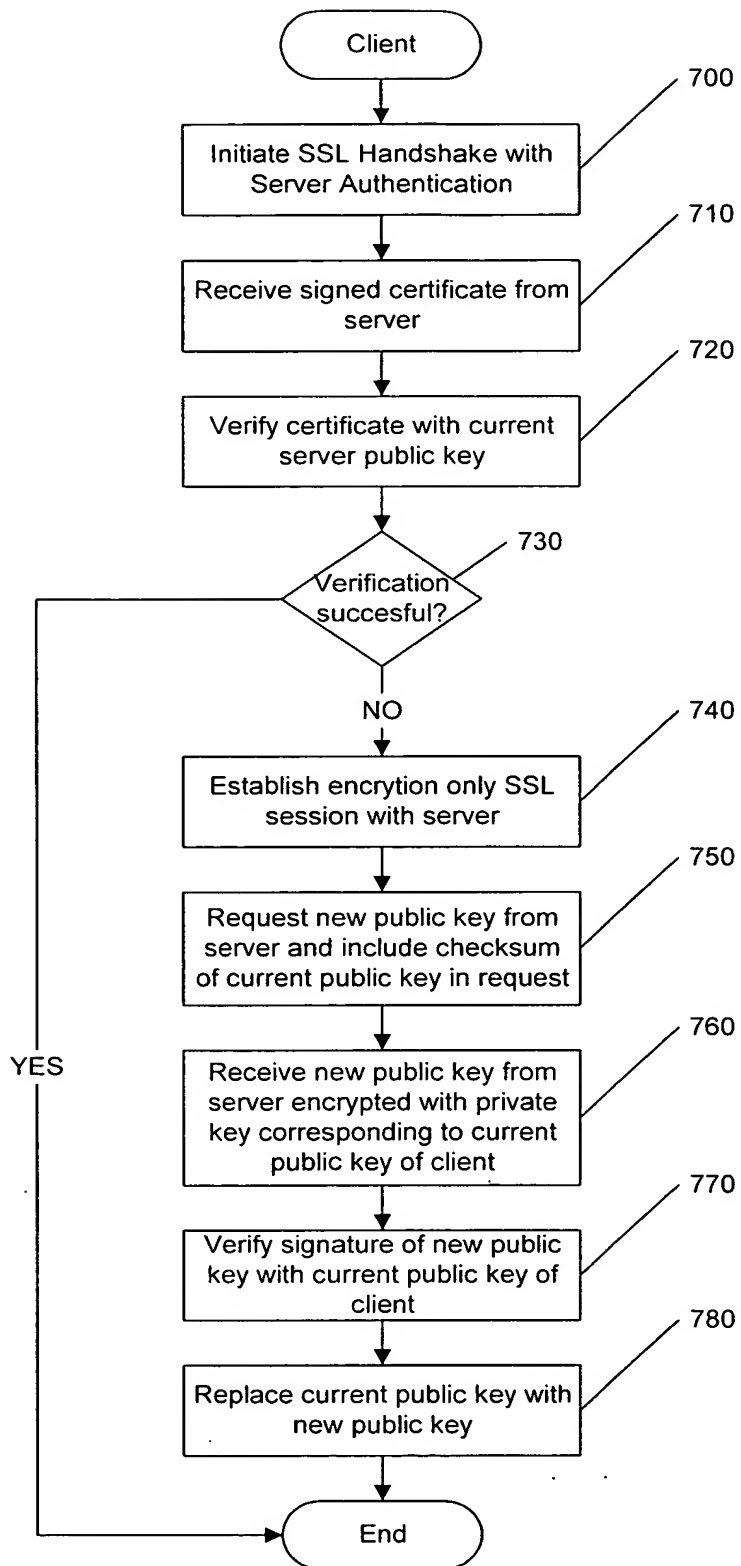 Client
700
Initiate SSL Handshake with
Server Authentication
710
Receive signed certificate from
server
720
Verify certificate with current
server public key
730
Verification
succesful?
NO
740
Establish encrytion only SSL
session with server
750
Request new public key from
server and include checksum
of current public key in request
760
YES
Receive new public key from
server encrypted with private
key corresponding to current
public key of client
770
Verify signature of new public
key with current public key of
client
780
Replace current public key with
new public key
End